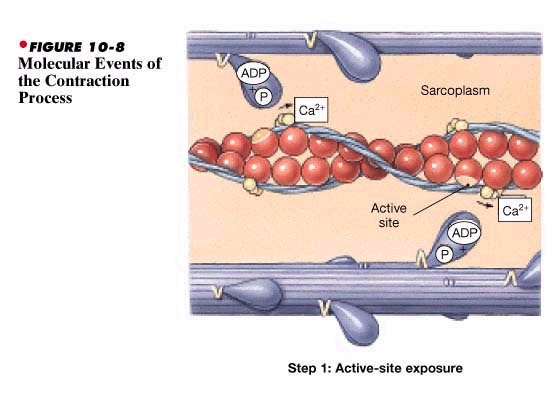 •FIGURE 10-8
Molecular Events of
the Contraction
Process
ADP
+
P
Ca2+
Sarcoplasm
Active
site
Ca2+
ADP
+
P
Step 1: Active-site exposure